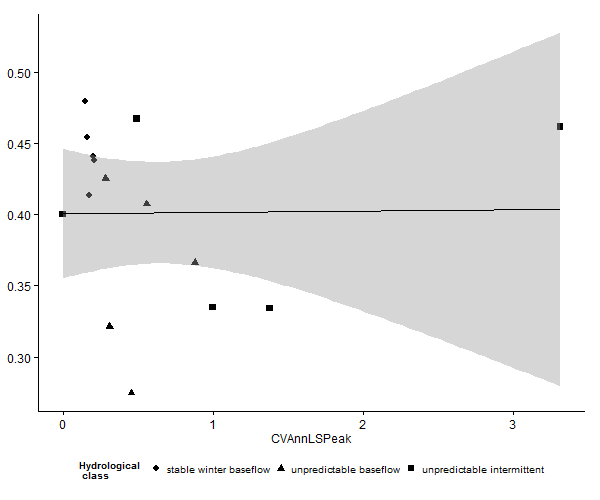 0.50
0.45
0.40
0.35
0.30
0 1 2 3
CVAnnLSPeak
Hydrological
class
stable winter baseflow unpredictable baseflow unpredictable intermittent